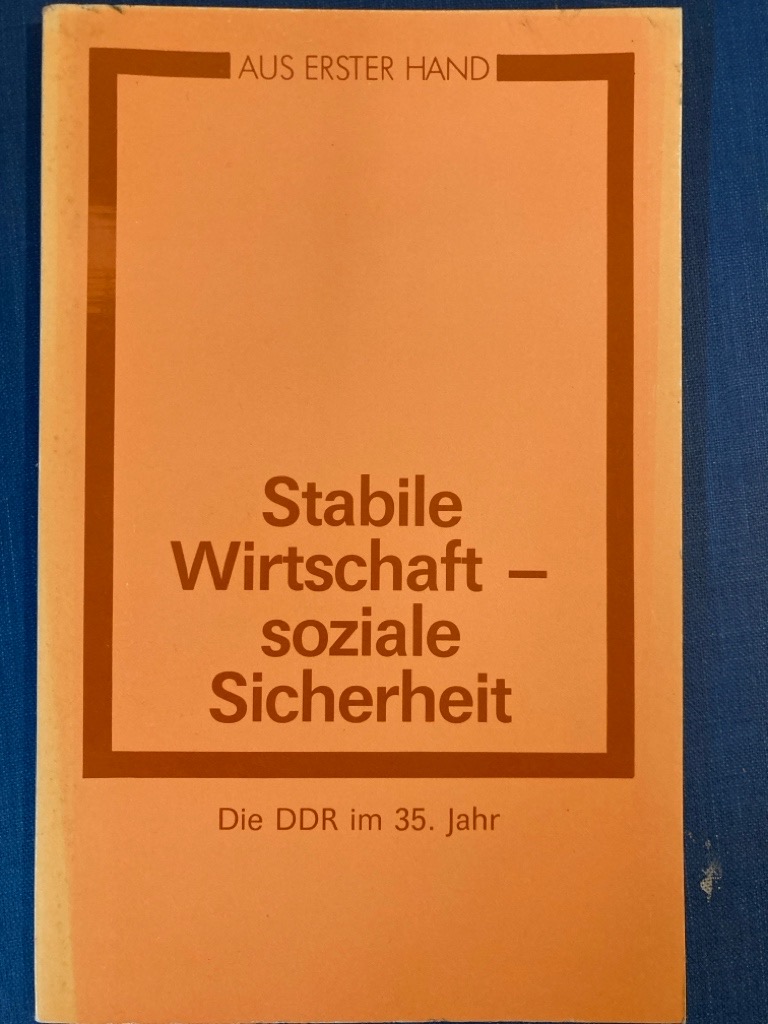 AUS ERSTER HAND
Stabile
Wirtschaft –
soziale
Sicherheit
Die DDR im 35. Jahr